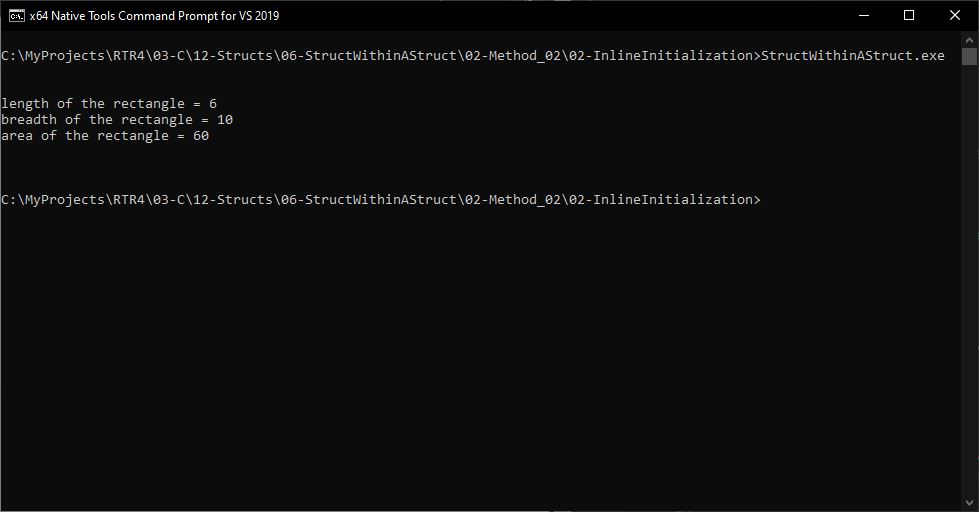 x64 Native Tools Command Prompt for VS 2019
C:\MyProjects\RTR4\03-C\12-Structs\06-StructWithinAStruct\02-Method_02\02-InlineInitialization>StructWithinAStruct.exe
length of the rectangle = 6
breadth of the rectangle = 10
area of the rectangle = 60
C:\MyProjects\RTR4\03-C\12-Structs\06-StructWithinAStruct\02-Method_02\02-InlineInitialization>